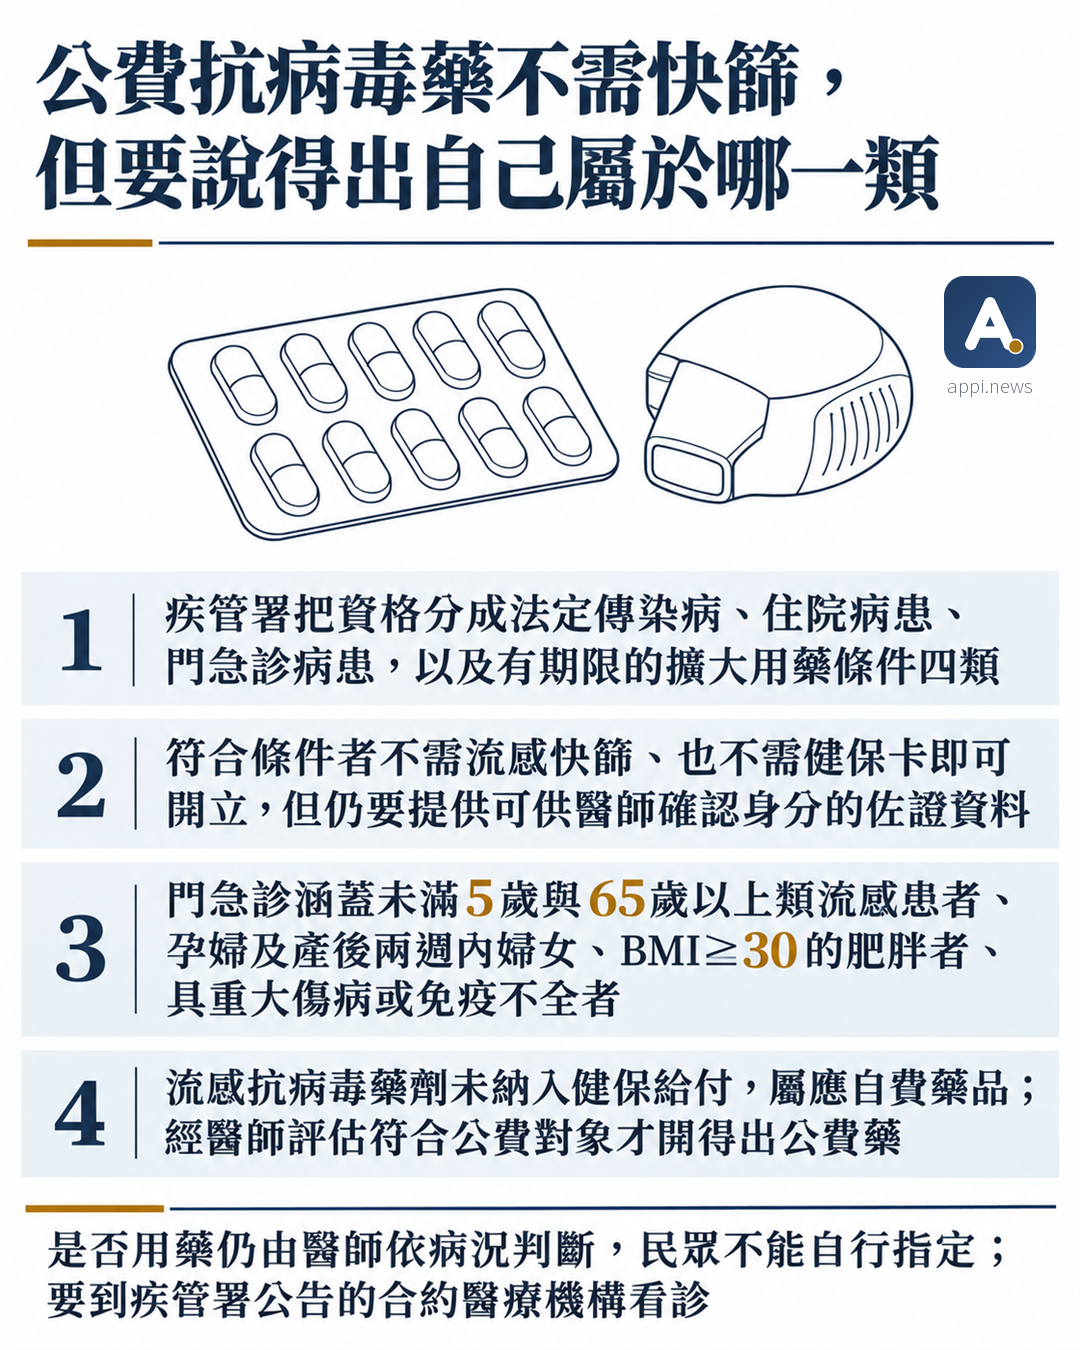 公費抗病毒藥不需快篩，
但要說得出自己屬於哪一類
A.
appi.news
1
疾管署把資格分成法定傳染病、住院病患、
門急診病患，以及有期限的擴大用藥條件四類
2
符合條件者不需流感快篩、也不需健保卡即可
開立，但仍要提供可供醫師確認身分的佐證資料
3
門急診涵蓋未滿5歲與65歲以上類流感患者、
孕婦及產後兩週內婦女、BMI≧30的肥胖者、
具重大傷病或免疫不全者
4
流感抗病毒藥劑未納入健保給付，屬應自費藥品；
經醫師評估符合公費對象才開得出公費藥
是否用藥仍由醫師依病況判斷，民眾不能自行指定；
要到疾管署公告的合約醫療機構看診